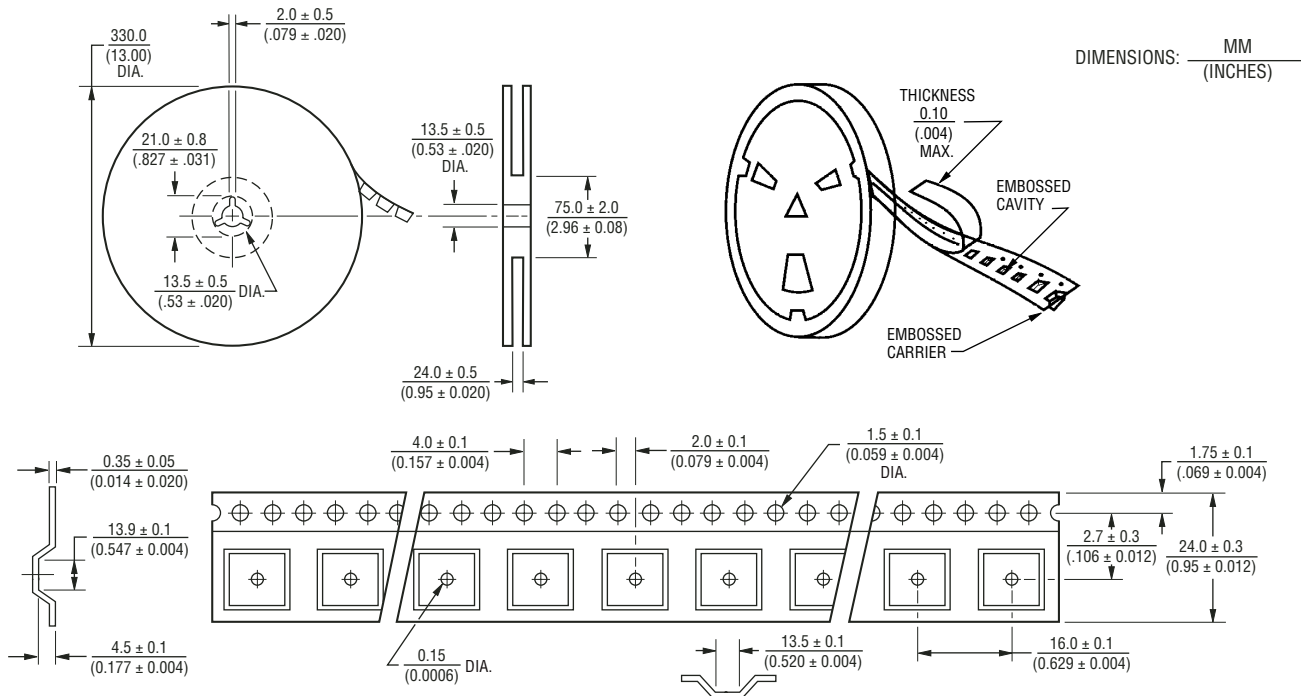 2.0 ± 0.5
(.079 ± .020)
330.0
(13.00)
DIA.
21.0 ± 0.8
(.827 ± .031)
13.5 ± 0.5
(.53 ± .020)
DIA.
13.5 ± 0.5
(0.53 ± .020)
DIA.
75.0 ± 2.0
(2.96 ± 0.08)
24.0 ± 0.5
(0.95 ± 0.020)
DIMENSIONS:
MM
(INCHES)
THICKNESS
0.10
(.004)
MAX.
EMBOSSED
CAVITY
EMBOSSED
CARRIER
0.35 ± 0.05
(0.014 ± 0.020)
13.9 ± 0.1
(0.547 ± 0.004)
4.5 ± 0.1
(0.177 ± 0.004)
4.0 ± 0.1
(0.157 ± 0.004)
2.0 ± 0.1
(0.079 ± 0.004)
1.5 ± 0.1
(0.059 ± 0.004)
DIA.
1.75 ± 0.1
(.069 ± 0.004)
2.7 ± 0.3
(.106 ± 0.012)
24.0 ± 0.3
(0.95 ± 0.012)
0.15
(0.0006)
DIA.
13.5 ± 0.1
(0.520 ± 0.004)
16.0 ± 0.1
(0.629 ± 0.004)